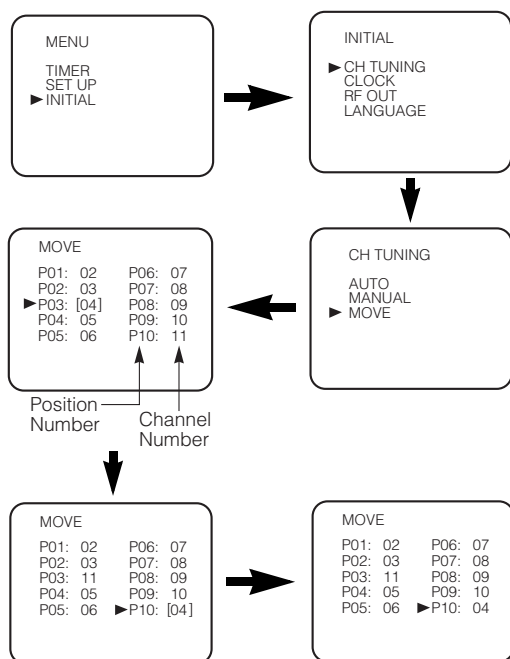 MENU
TIMER
SET UP
►INITIAL
INITIAL
►CH TUNING
CLOCK
RF OUT
LANGUAGE
CH TUNING
AUTO
MANUAL
► MOVE
MOVE
P01: 02 P06: 07
P02: 03 P07: 08
►P03: [04] P08: 09
P04: 05 P09: 10
P05: 06 P10: 11
Position Number
Channel Number
MOVE
P01: 02 P06: 07
P02: 03 P07: 08
P03: 11 P08: 09
P04: 05 P09: 10
P05: 06 ►P10: [04]
MOVE
P01: 02 P06: 07
P02: 03 P07: 08
P03: 11 P08: 09
P04: 05 P09: 10
P05: 06 ►P10: 04